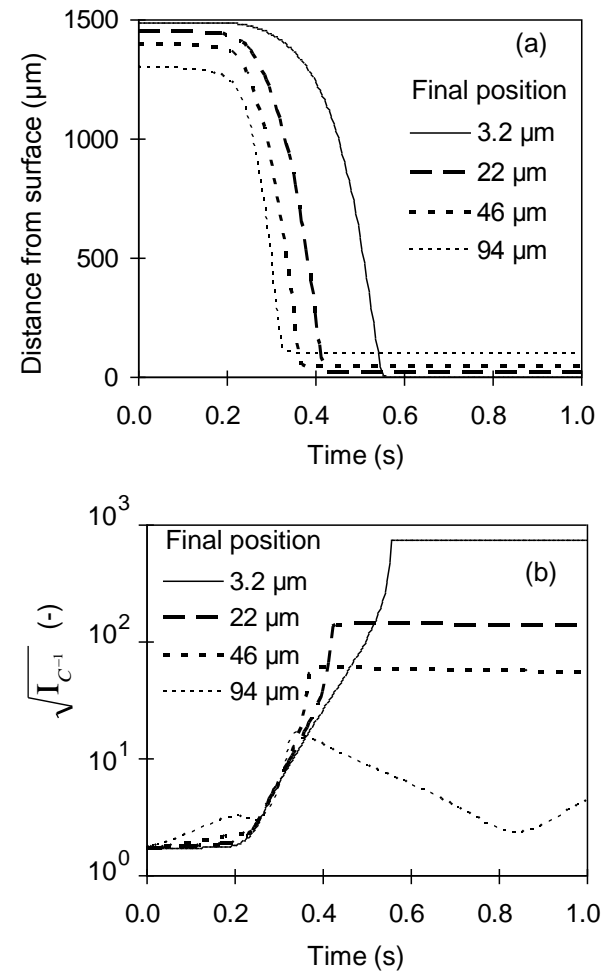 1500
(a)
Final position
3.2 µm
22 µm
46 µm
94 µm
1000
500
0
Distance from surface (µm)
0.0 0.2 0.4 0.6 0.8 1.0
Time (s)
10³
Final position
(b)
3.2 µm
22 µm
46 µm
94 µm
10²
10¹
10⁰
√I_C⁻¹ (-)
0.0 0.2 0.4 0.6 0.8 1.0
Time (s)